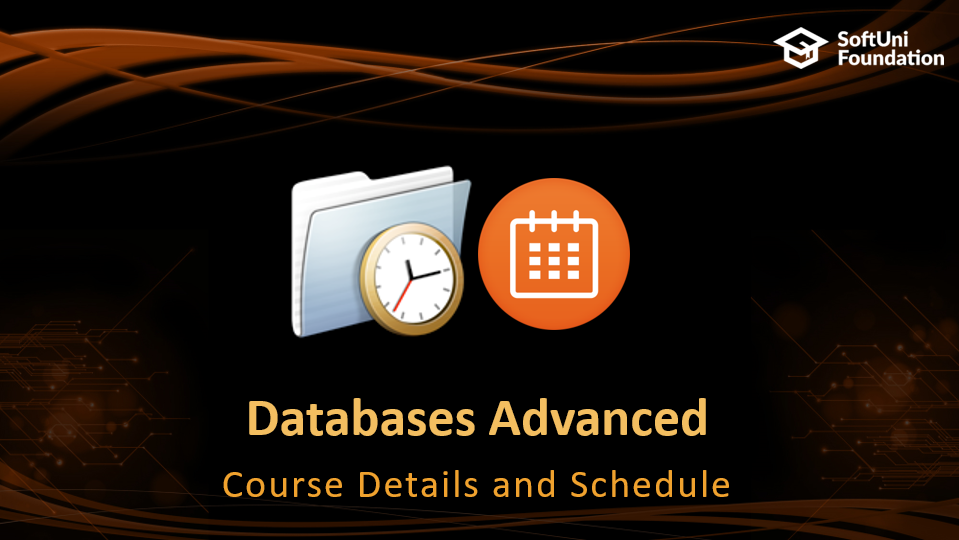 SoftUni
Foundation
Databases Advanced
Course Details and Schedule